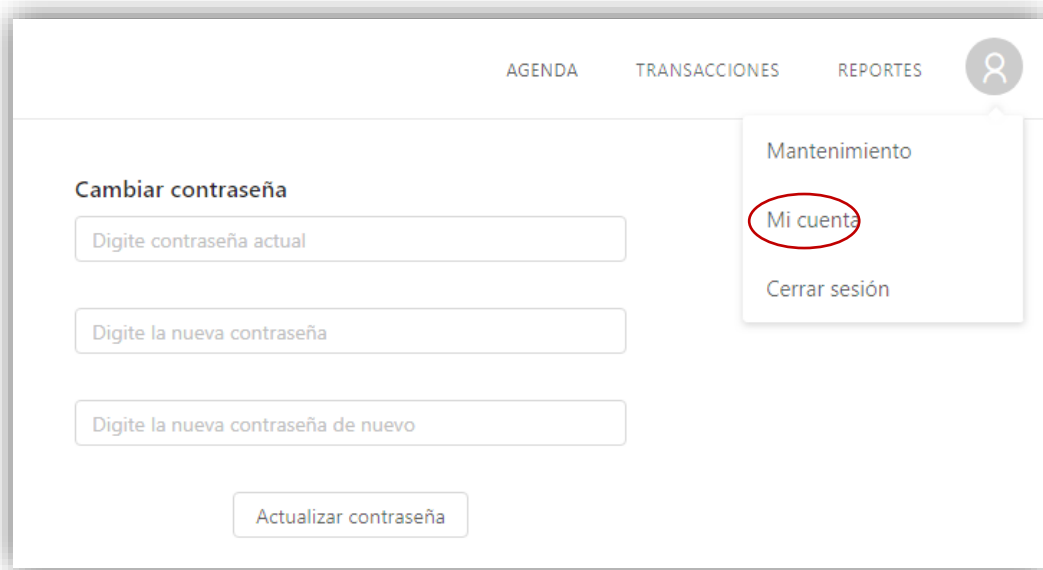 AGENDA TRANSACCIONES REPORTES
Mantenimiento
Mi cuenta
Cerrar sesión
Cambiar contraseña
Digite contraseña actual
Digite la nueva contraseña
Digite la nueva contraseña de nuevo
Actualizar contraseña